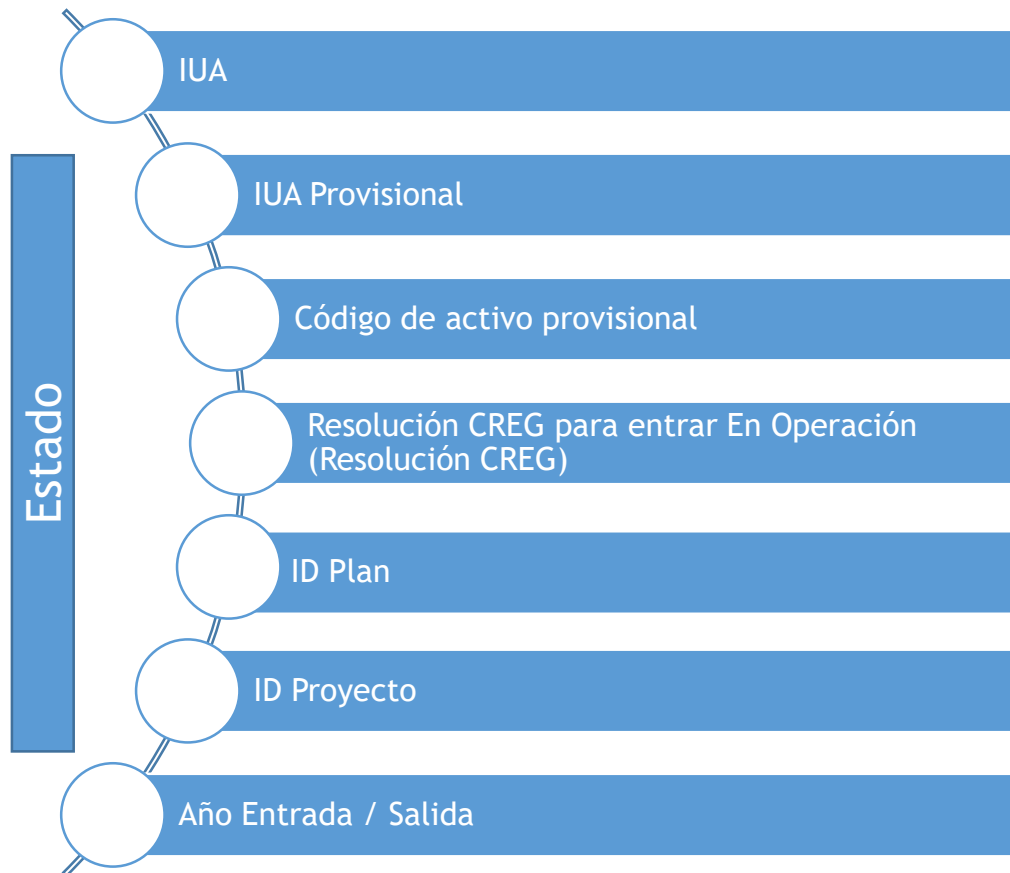 IUA
IUA Provisional
Código de activo provisional
Estado
Resolución CREG para entrar En Operación
(Resolución CREG)
ID Plan
ID Proyecto
Año Entrada / Salida